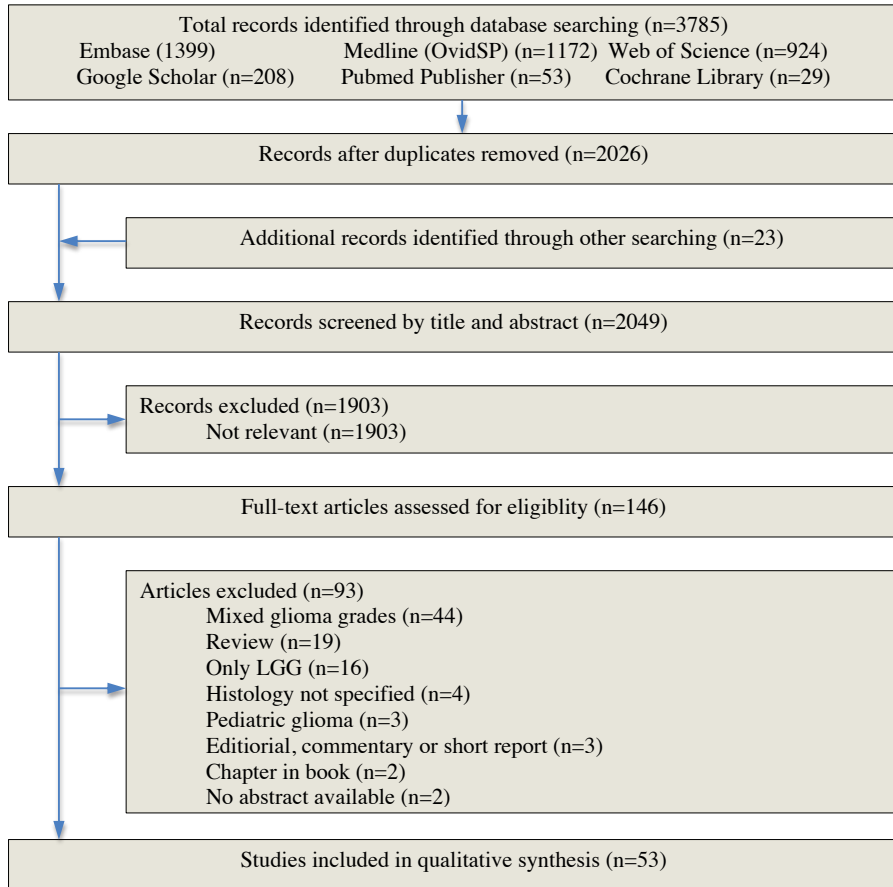 Total records identified through database searching (n=3785)
Embase (1399) Medline (OvidSP) (n=1172) Web of Science (n=924)
Google Scholar (n=208) Pubmed Publisher (n=53) Cochrane Library (n=29)
Records after duplicates removed (n=2026)
Additional records identified through other searching (n=23)
Records screened by title and abstract (n=2049)
Records excluded (n=1903)
Not relevant (n=1903)
Full-text articles assessed for eligiblity (n=146)
Articles excluded (n=93)
Mixed glioma grades (n=44)
Review (n=19)
Only LGG (n=16)
Histology not specified (n=4)
Pediatric glioma (n=3)
Editiorial, commentary or short report (n=3)
Chapter in book (n=2)
No abstract available (n=2)
Studies included in qualitative synthesis (n=53)